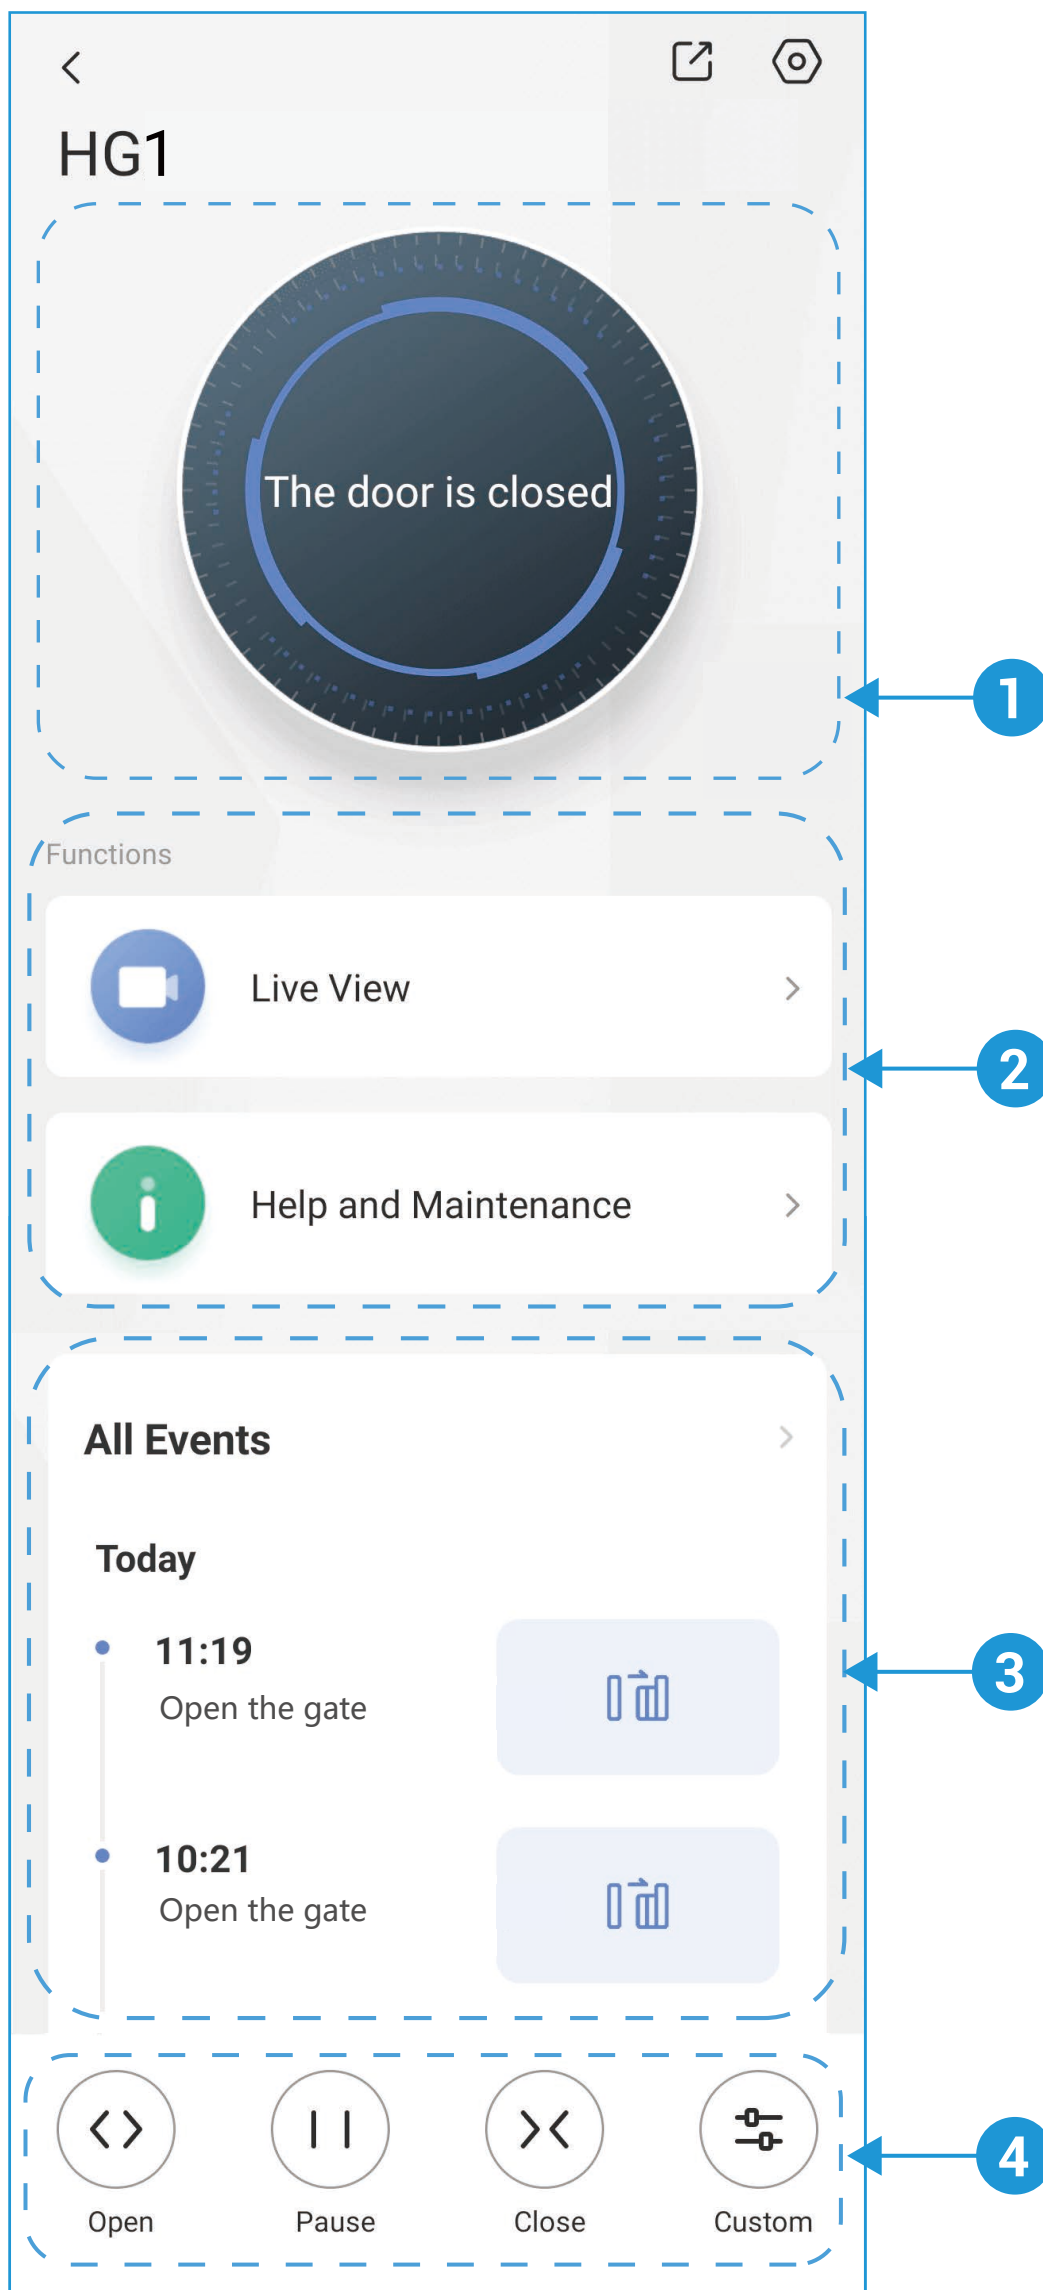 HG1
The door is closed
1
Functions
Live View
2
Help and Maintenance
All Events
Today
11:19
Open the gate
3
10:21
Open the gate
Open Pause Close Custom
4